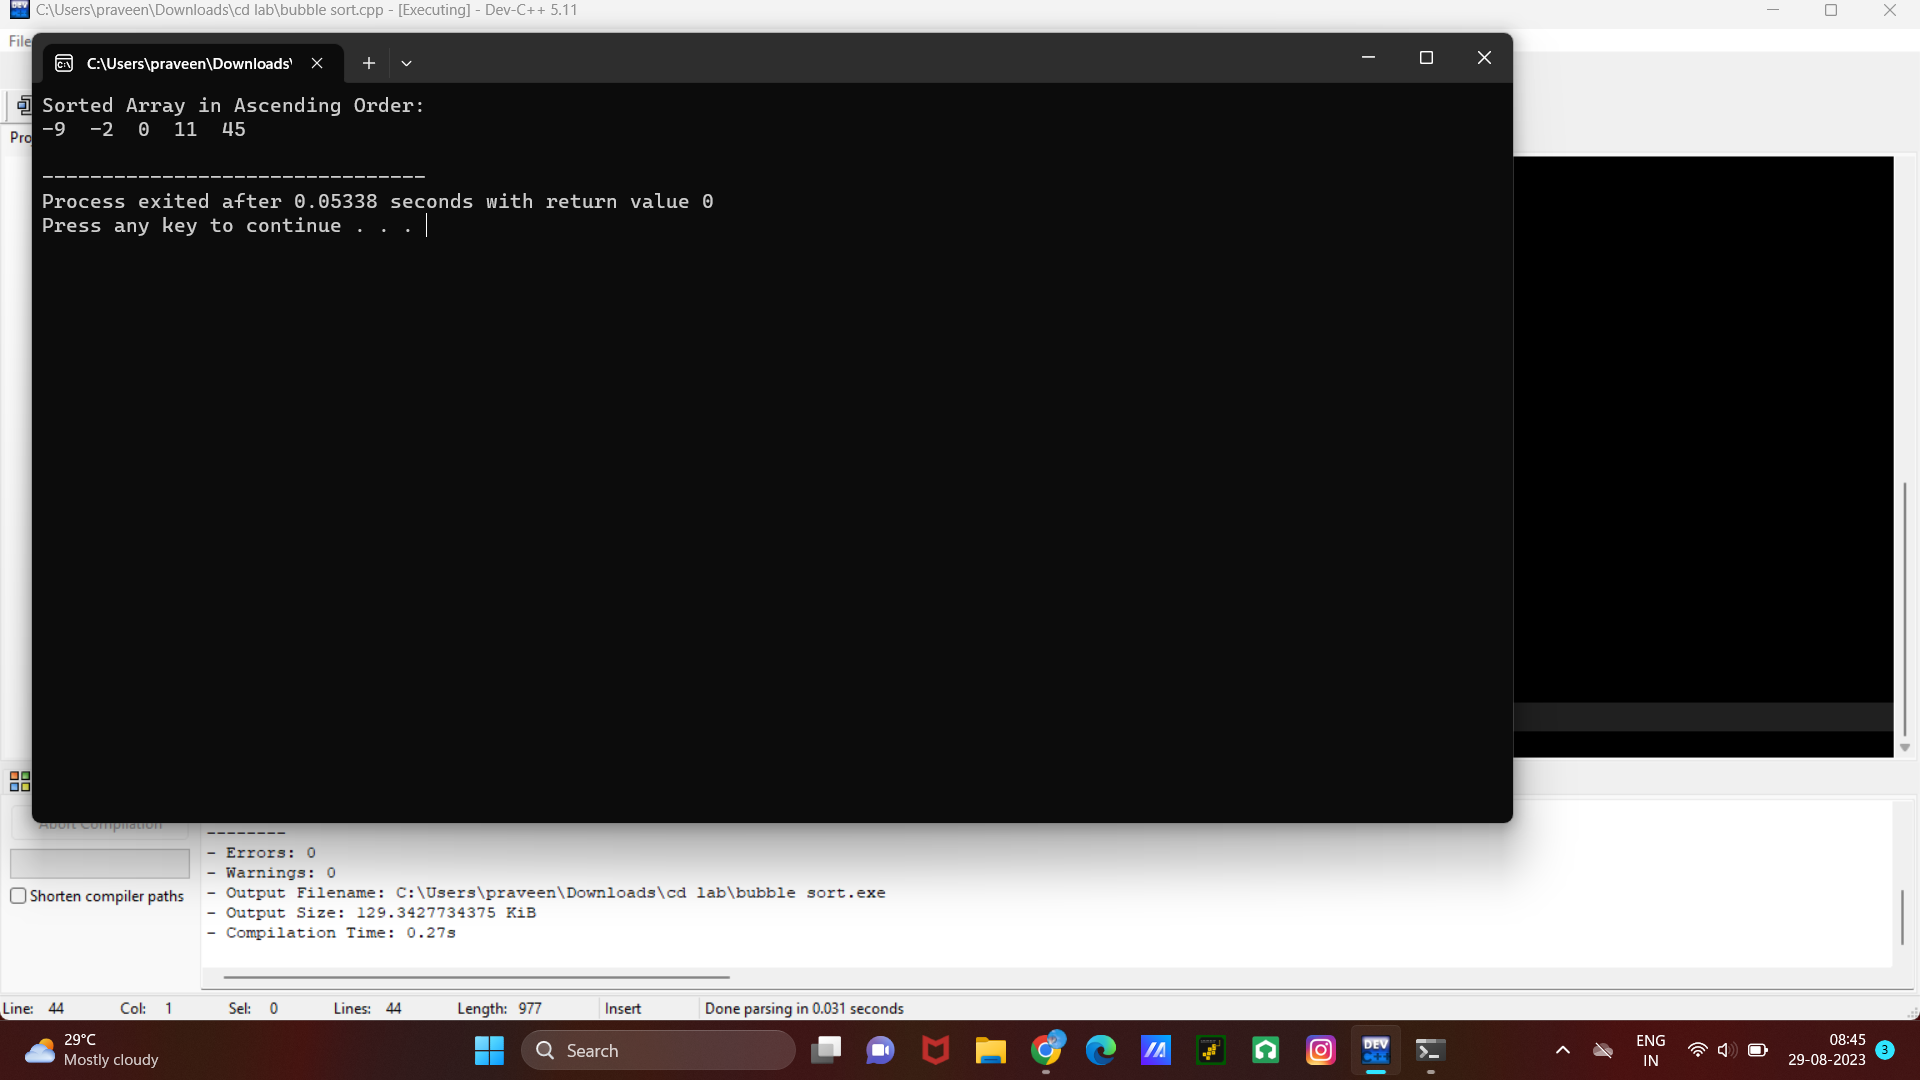 C:\Users\praveen\Downloads\cd lab\bubble sort.cpp - [Executing] - Dev-C++ 5.11
File
C:\Users\praveen\Downloads\
Pro
Sorted Array in Ascending Order:
-9  -2  0  11  45
--------------------------------
Process exited after 0.05338 seconds with return value 0
Press any key to continue . . .
Abort Compilation
Shorten compiler paths
--------
- Errors: 0
- Warnings: 0
- Output Filename: C:\Users\praveen\Downloads\cd lab\bubble sort.exe
- Output Size: 129.3427734375 KiB
- Compilation Time: 0.27s
Line: 44 Col: 1 Sel: 0 Lines: 44 Length: 977 Insert Done parsing in 0.031 seconds
29°C
Mostly cloudy
Search
DEV
C++
ENG
IN
08:45
29-08-2023
3